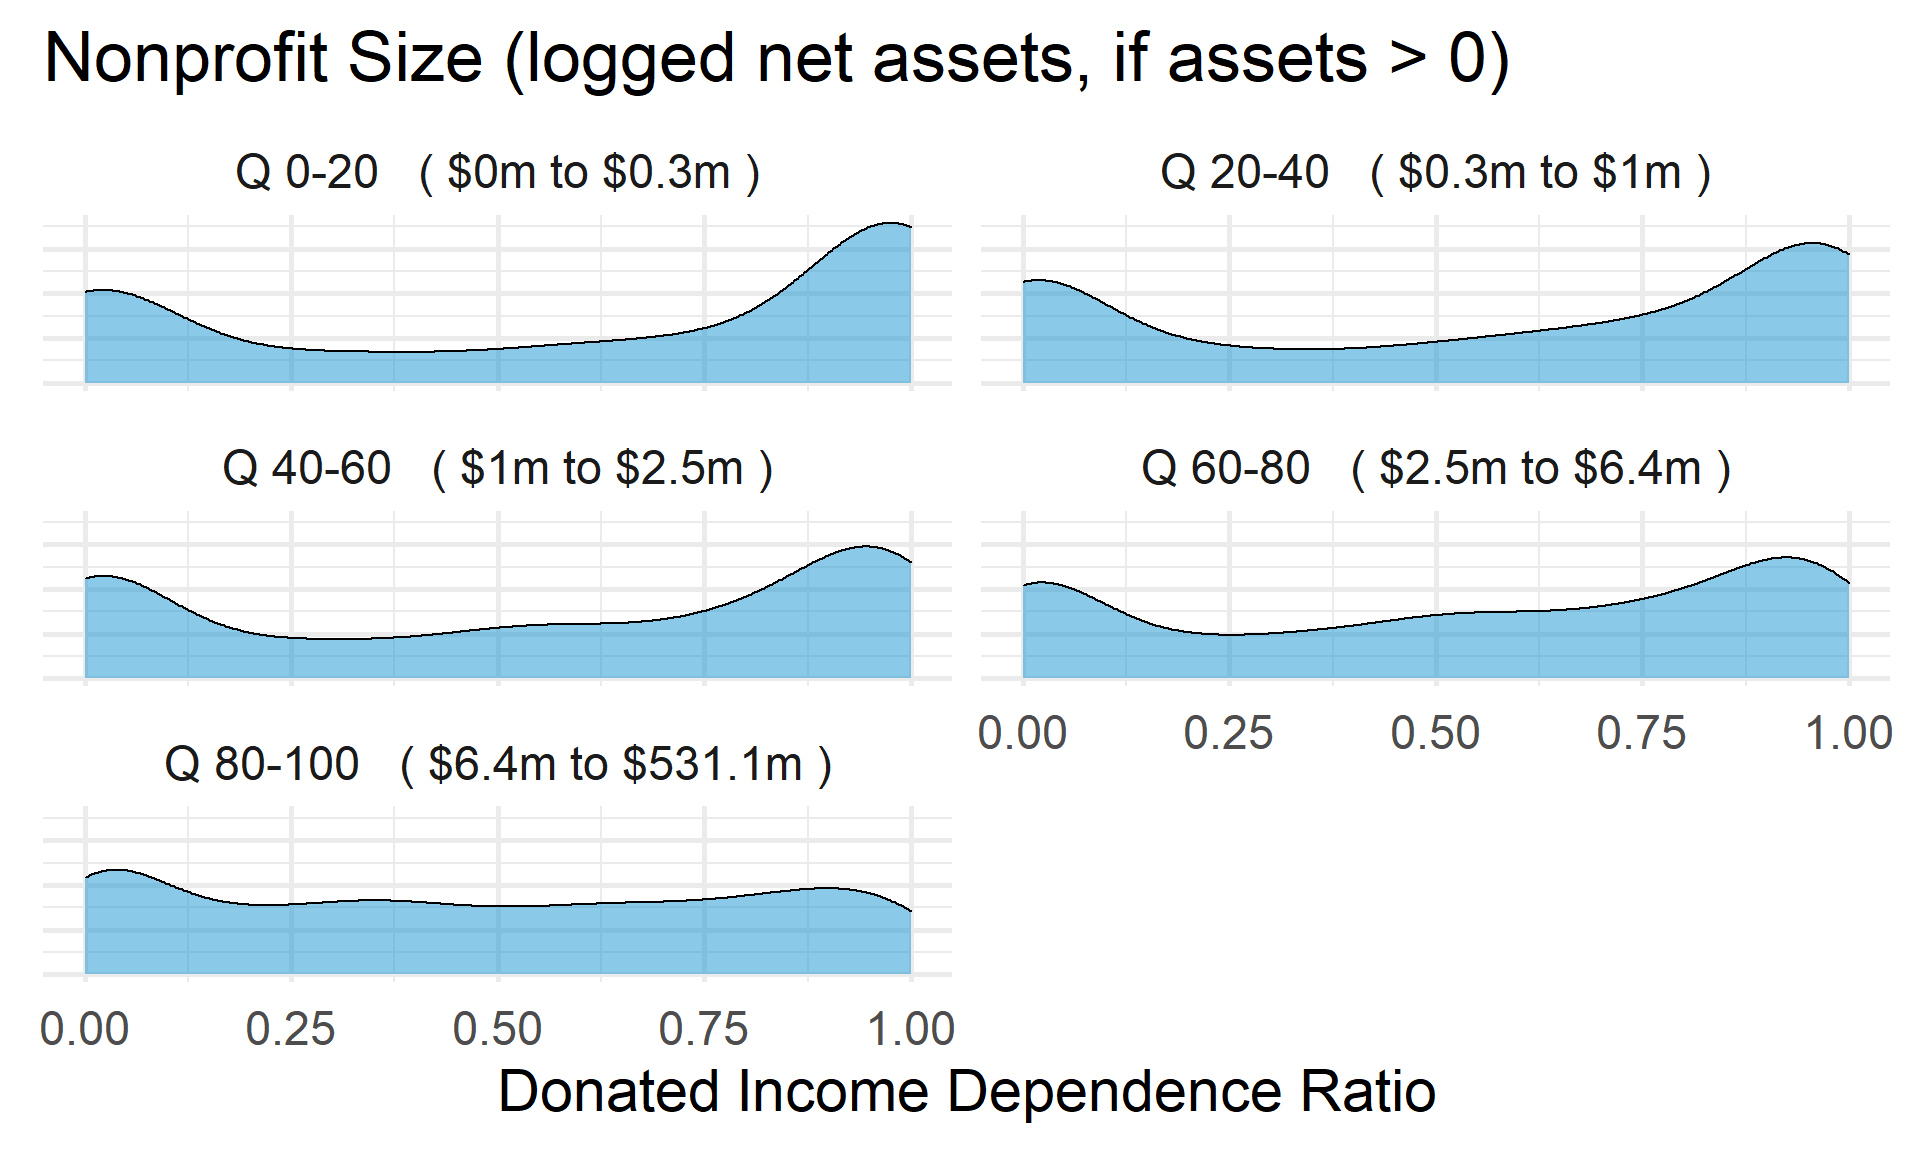 Nonprofit Size (logged net assets, if assets > 0)
Q 0-20 ( $0m to $0.3m )
Q 20-40 ( $0.3m to $1m )
Q 40-60 ( $1m to $2.5m )
Q 60-80 ( $2.5m to $6.4m )
0.00 0.25 0.50 0.75 1.00
Q 80-100 ( $6.4m to $531.1m )
0.00 0.25 0.50 0.75 1.00
Donated Income Dependence Ratio